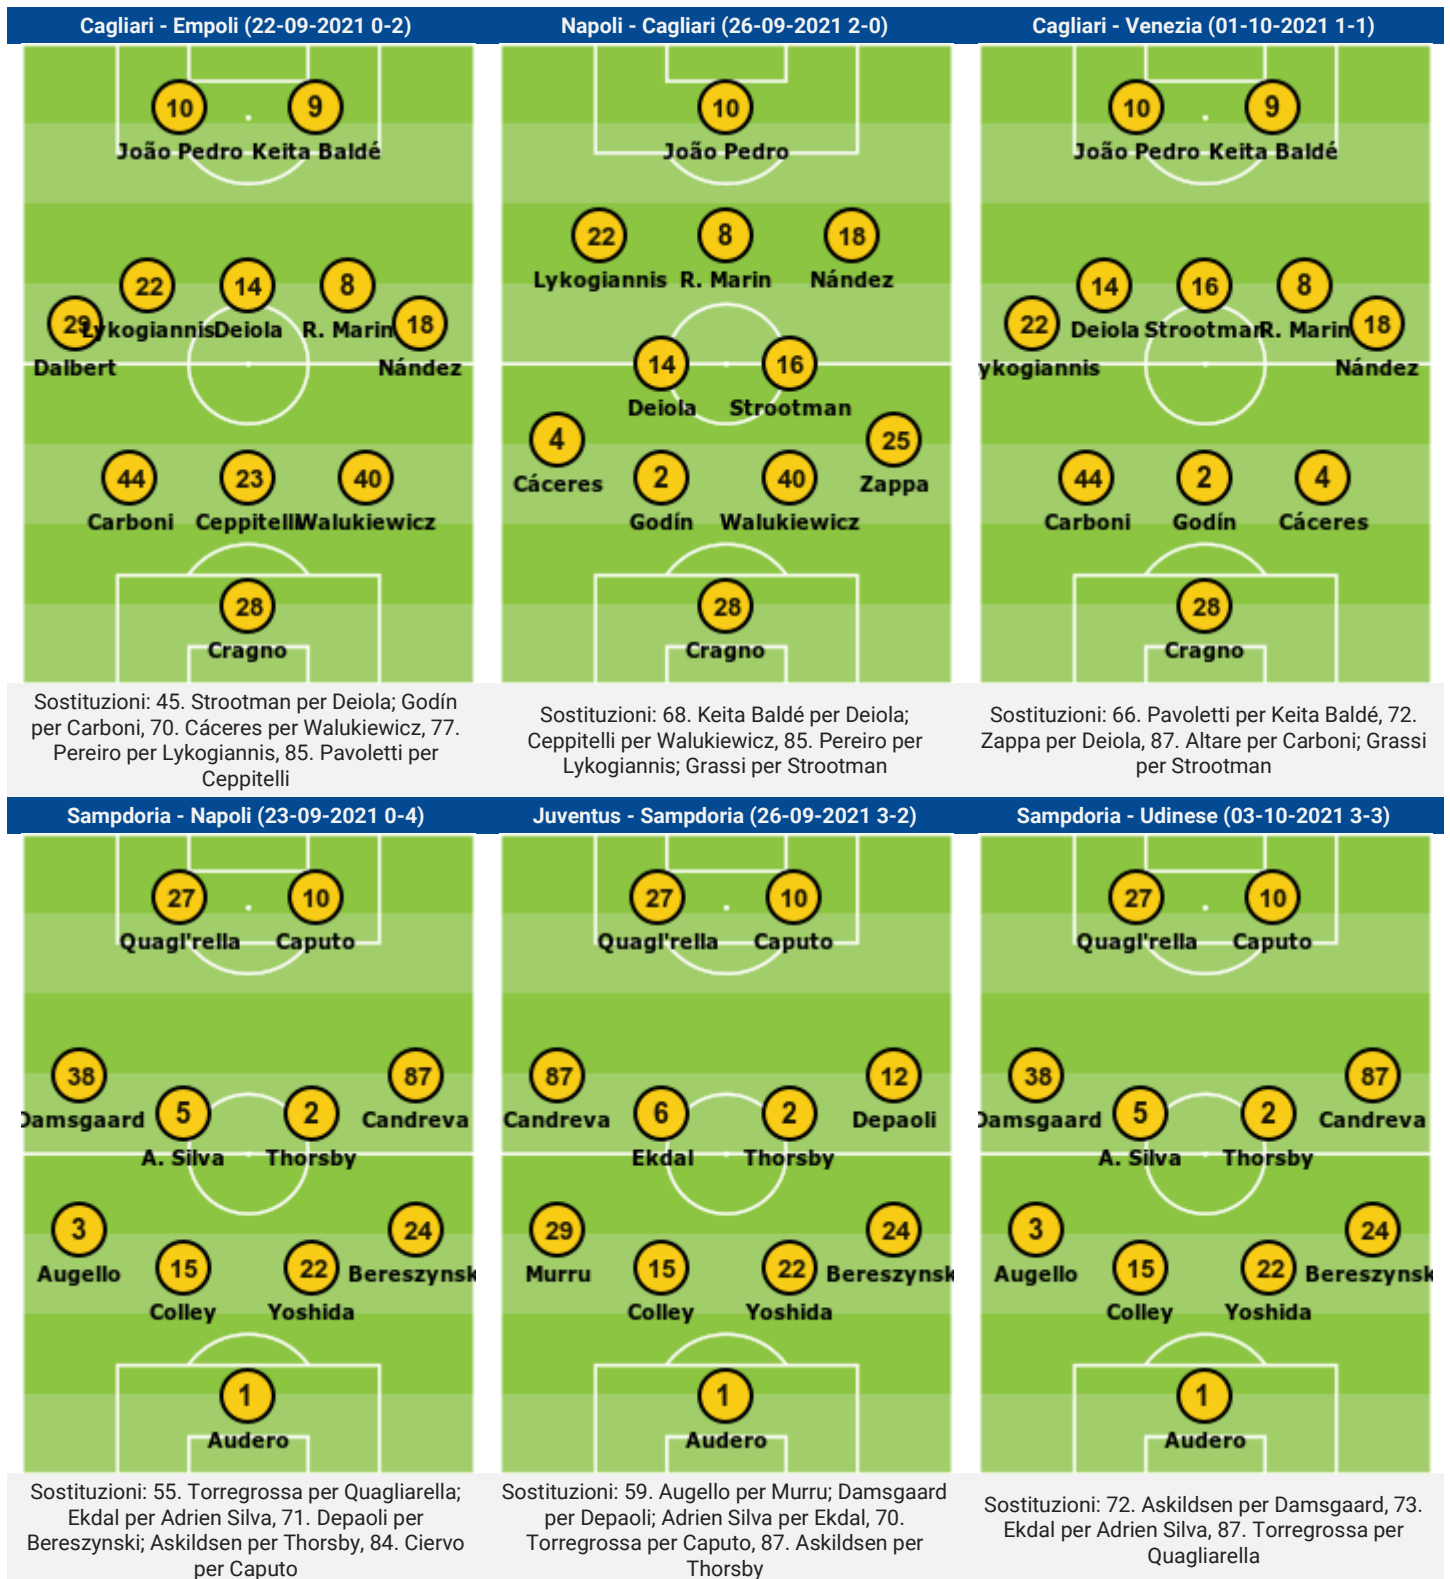 Cagliari - Empoli (22-09-2021 0-2)
10 9
João Pedro Keita Baldé
22 14 8
29 Lykogiannis Deiola R. Marin 18
Dalbert Nández
44 23 40
Carboni Ceppitelli Walukiewicz
28
Cragno
Sostituzioni: 45. Strootman per Deiola; Godín
per Carboni, 70. Cáceres per Walukiewicz, 77.
Pereiro per Lykogiannis, 85. Pavoletti per
Ceppitelli
Napoli - Cagliari (26-09-2021 2-0)
10
João Pedro
22 8 18
Lykogiannis R. Marin Nández
14 16
Deiola Strootman
4 25
Cáceres Zappa
2 40
Godín Walukiewicz
28
Cragno
Sostituzioni: 68. Keita Baldé per Deiola;
Ceppitelli per Walukiewicz, 85. Pereiro per
Lykogiannis; Grassi per Strootman
Cagliari - Venezia (01-10-2021 1-1)
10 9
João Pedro Keita Baldé
14 16 8
22 Deiola Strootman R. Marin 18
ykogiannis Nández
44 2 4
Carboni Godín Cáceres
28
Cragno
Sostituzioni: 66. Pavoletti per Keita Baldé, 72.
Zappa per Deiola, 87. Altare per Carboni; Grassi
per Strootman
Sampdoria - Napoli (23-09-2021 0-4)
27 10
Quagl'rella Caputo
38 87
Damsgaard 5 2 Candreva
A. Silva Thorsby
3 24
Augello 15 22 Bereszynsk
Colley Yoshida
1
Audero
Sostituzioni: 55. Torregrossa per Quagliarella;
Ekdal per Adrien Silva, 71. Depaoli per
Bereszynski; Askildsen per Thorsby, 84. Ciervo
per Caputo
Juventus - Sampdoria (26-09-2021 3-2)
27 10
Quagl'rella Caputo
87 12
Candreva 6 2 Depaoli
Ekdal Thorsby
29 24
Murru 15 22 Bereszynsk
Colley Yoshida
1
Audero
Sostituzioni: 59. Augello per Murru; Damsgaard
per Depaoli; Adrien Silva per Ekdal, 70.
Torregrossa per Caputo, 87. Askildsen per
Thorsby
Sampdoria - Udinese (03-10-2021 3-3)
27 10
Quagl'rella Caputo
38 87
Damsgaard 5 2 Candreva
A. Silva Thorsby
3 24
Augello 15 22 Bereszynsk
Colley Yoshida
1
Audero
Sostituzioni: 72. Askildsen per Damsgaard, 73.
Ekdal per Adrien Silva, 87. Torregrossa per
Quagliarella